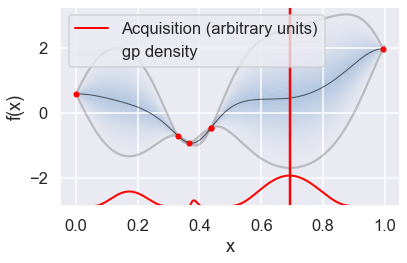 Acquisition (arbitrary units)
gp density
f(x)
2
0
−2
0.0 0.2 0.4 0.6 0.8 1.0
x